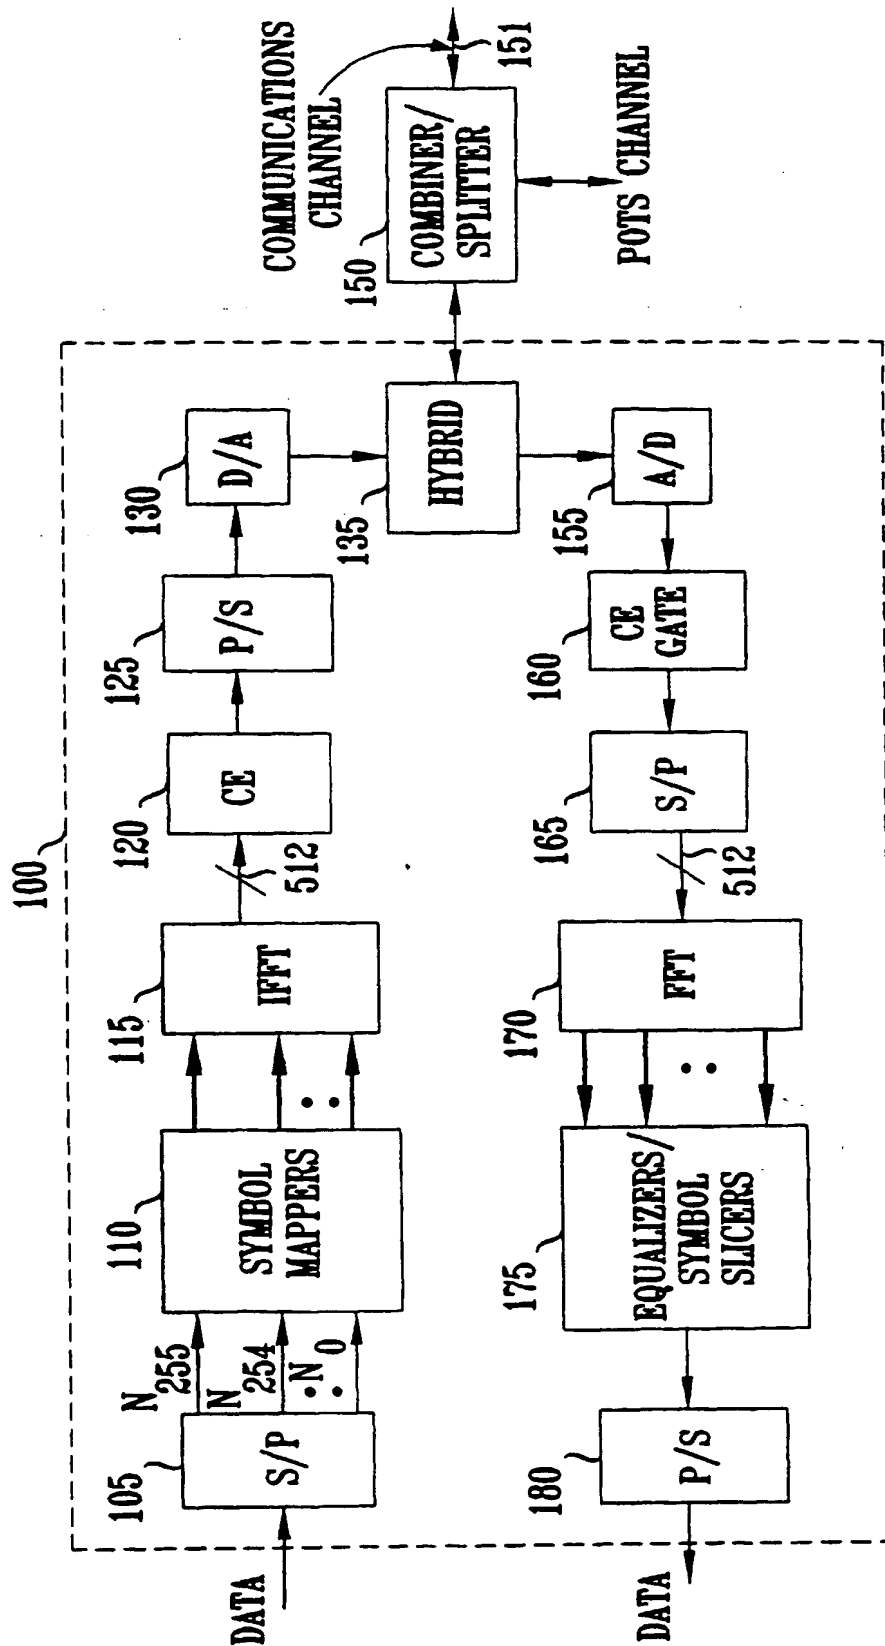 100
DATA
105
S/P
N255
N254
N0
110
SYMBOL
MAPPERS
115
IFFT
512
120
CE
125
P/S
130
D/A
135
HYBRID
150
COMBINER/
SPLITTER
COMMUNICATIONS
CHANNEL
151
POTS CHANNEL
155
A/D
160
CE
GATE
165
S/P
512
170
FFT
175
EQUALIZERS/
SYMBOL
SLICERS
180
P/S
DATA